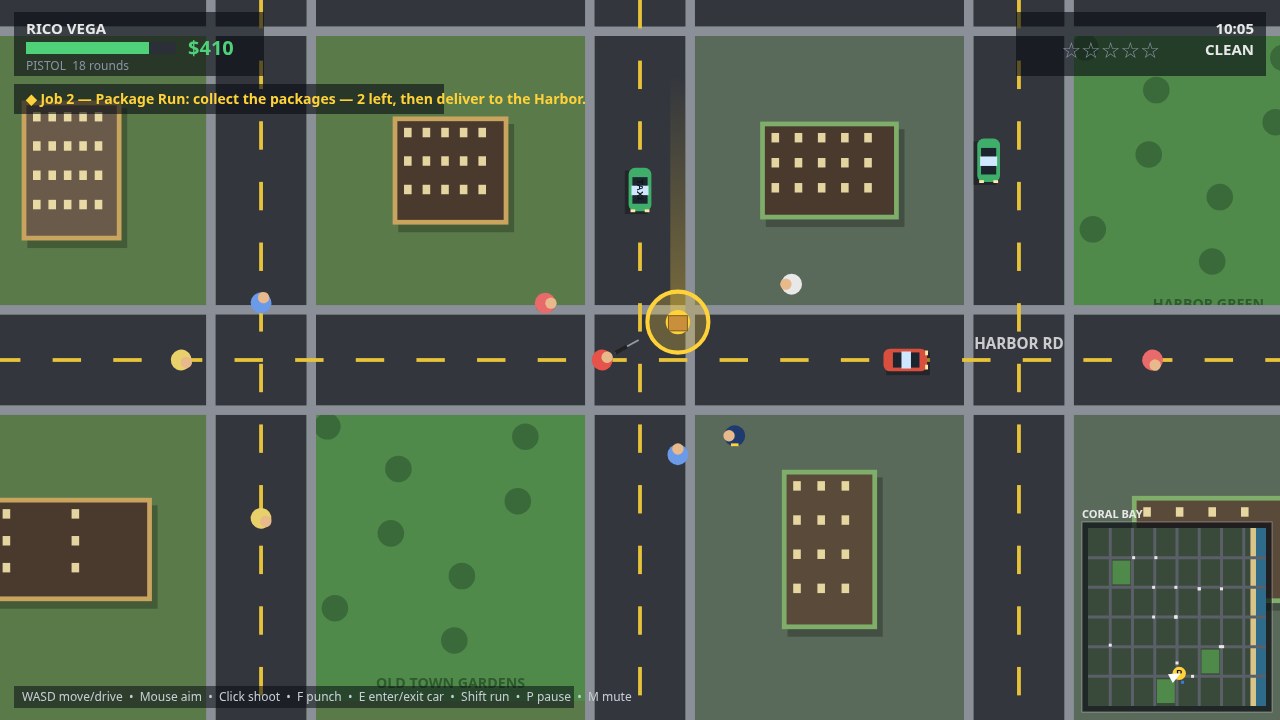 RICO VEGA
$410
PISTOL 18 rounds
10:05
☆☆☆☆☆ CLEAN
◆ Job 2 — Package Run: collect the packages — 2 left, then deliver to the Harbor.
HARBOR GREEN
HARBOR RD
CORAL BAY
OLD TOWN GARDENS
WASD move/drive • Mouse aim • Click shoot • F punch • E enter/exit car • Shift run • P pause • M mute